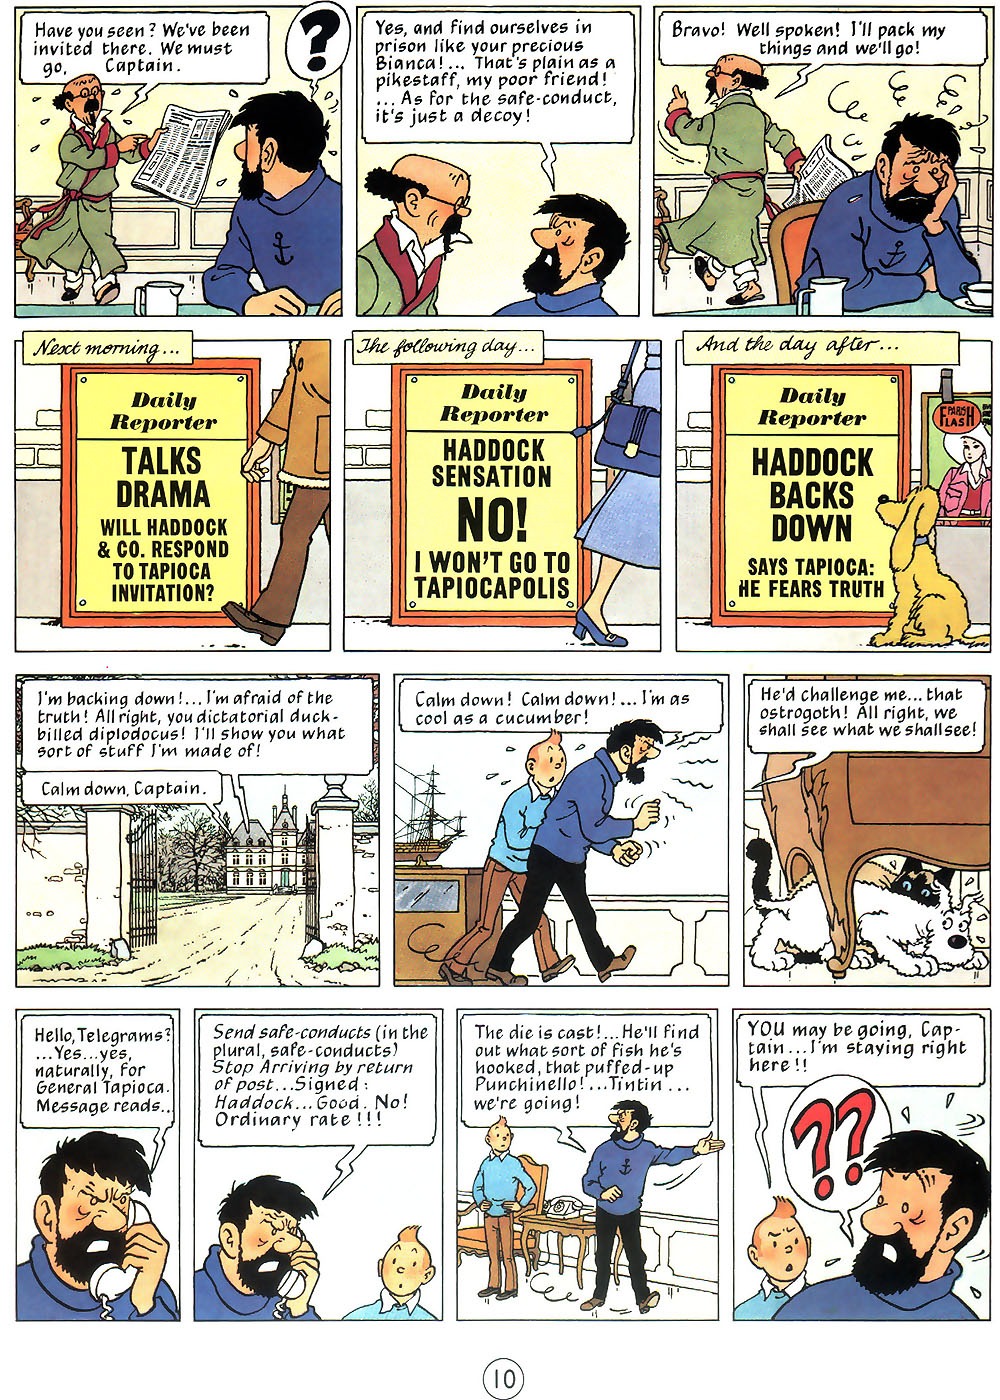 Have you seen? We've been
invited there. We must
go, Captain.
?
Yes, and find ourselves in
prison like your precious
Bianca!... That's plain as a
pikestaff, my poor friend!
... As for the safe-conduct,
it's just a decoy!
Bravo! Well spoken! I'll pack my
things and we'll go!
Next morning...
Daily
Reporter
TALKS
DRAMA
WILL HADDOCK
& CO. RESPOND
TO TAPIOCA
INVITATION?
The following day...
Daily
Reporter
HADDOCK
SENSATION
NO!
I WON'T GO TO
TAPIOCAPOLIS
And the day after...
Daily
Reporter
HADDOCK
BACKS
DOWN
SAYS TAPIOCA:
HE FEARS TRUTH
PARIS
FLASH
I'm backing down!... I'm afraid of the
truth! All right, you dictatorial duck-
billed diplodocus! I'll show you what
sort of stuff I'm made of!
Calm down, Captain.
Calm down! Calm down!... I'm as
cool as a cucumber!
He'd challenge me... that
ostrogoth! All right, we
shall see what we shall see!
Hello, Telegrams?
...Yes...yes,
naturally, for
General Tapioca.
Message reads...
Send safe-conducts (in the
plural, safe-conducts)
Stop Arriving by return
of post... Signed:
Haddock... Good. No!
Ordinary rate!!!
The die is cast!... He'll find
out what sort of fish he's
hooked, that puffed-up
Punchinello!... Tintin...
we're going!
YOU may be going, Cap-
tain... I'm staying right
here!!
??
10